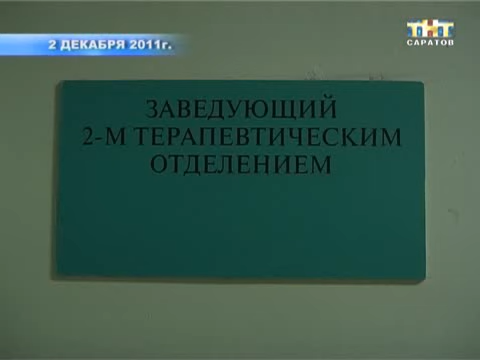 2 ДЕКАБРЯ 2011г.
ТНТ
САРАТОВ
ЗАВЕДУЮЩИЙ
2-М ТЕРАПЕВТИЧЕСКИМ
ОТДЕЛЕНИЕМ